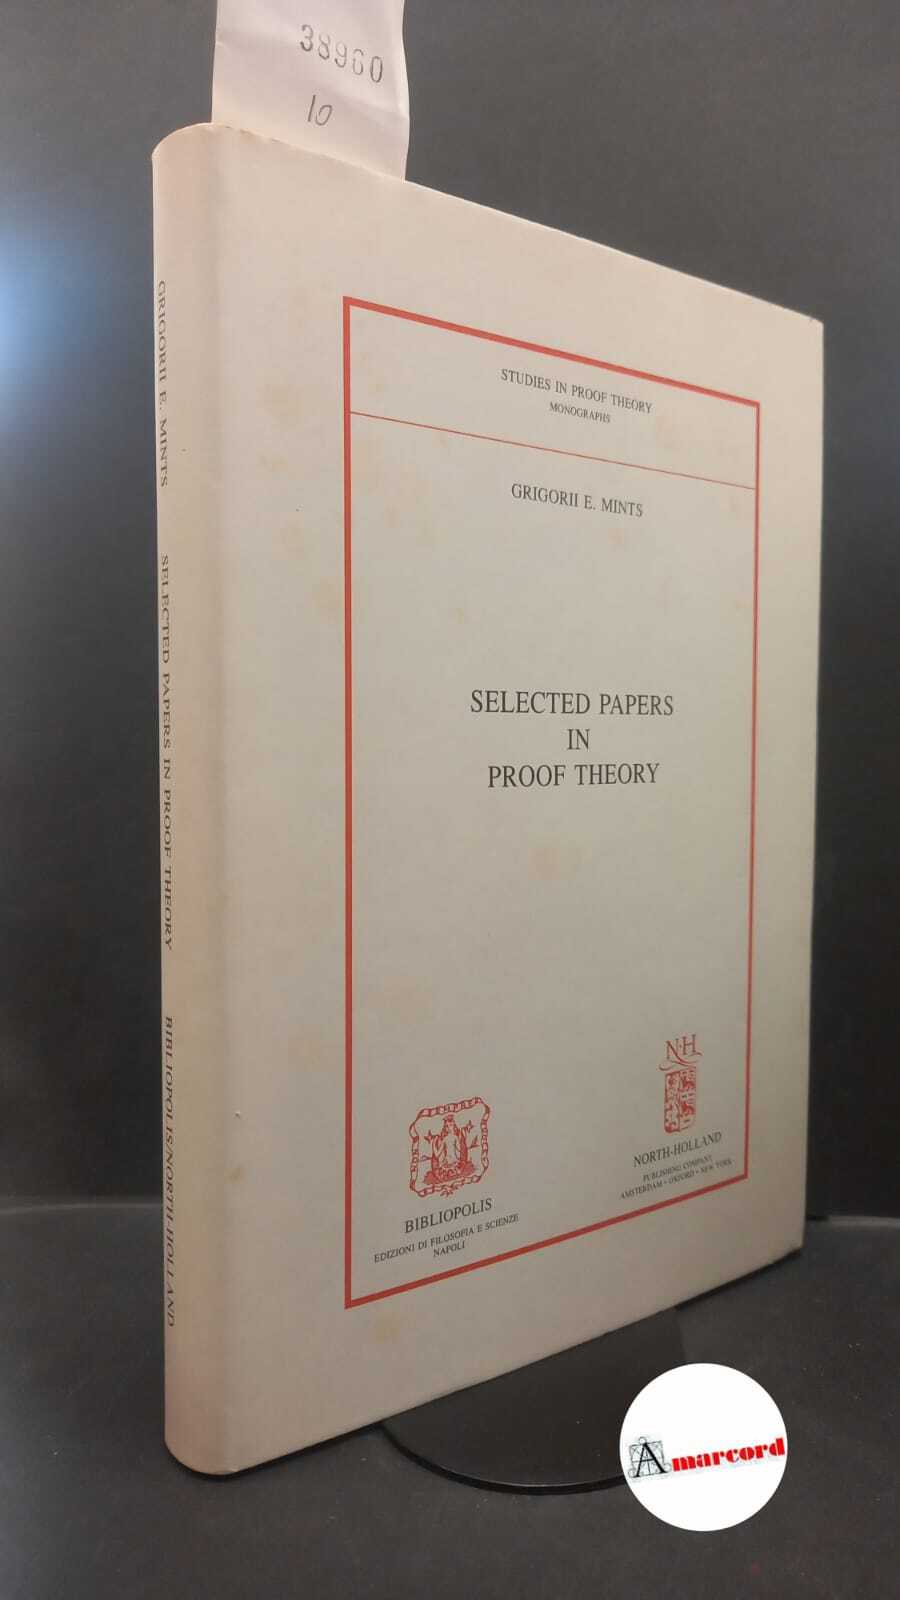 38960
10
STUDIES IN PROOF THEORY
MONOGRAPHS
GRIGORII E. MINTS
SELECTED PAPERS
IN
PROOF THEORY
BIBLIOPOLIS
EDIZIONI DI FILOSOFIA E SCIENZE
NAPOLI
N·H
NORTH-HOLLAND
PUBLISHING COMPANY
AMSTERDAM • OXFORD • NEW YORK
GRIGORII E. MINTS SELECTED PAPERS IN PROOF THEORY BIBLIOPOLIS/NORTH-HOLLAND
Amarcord